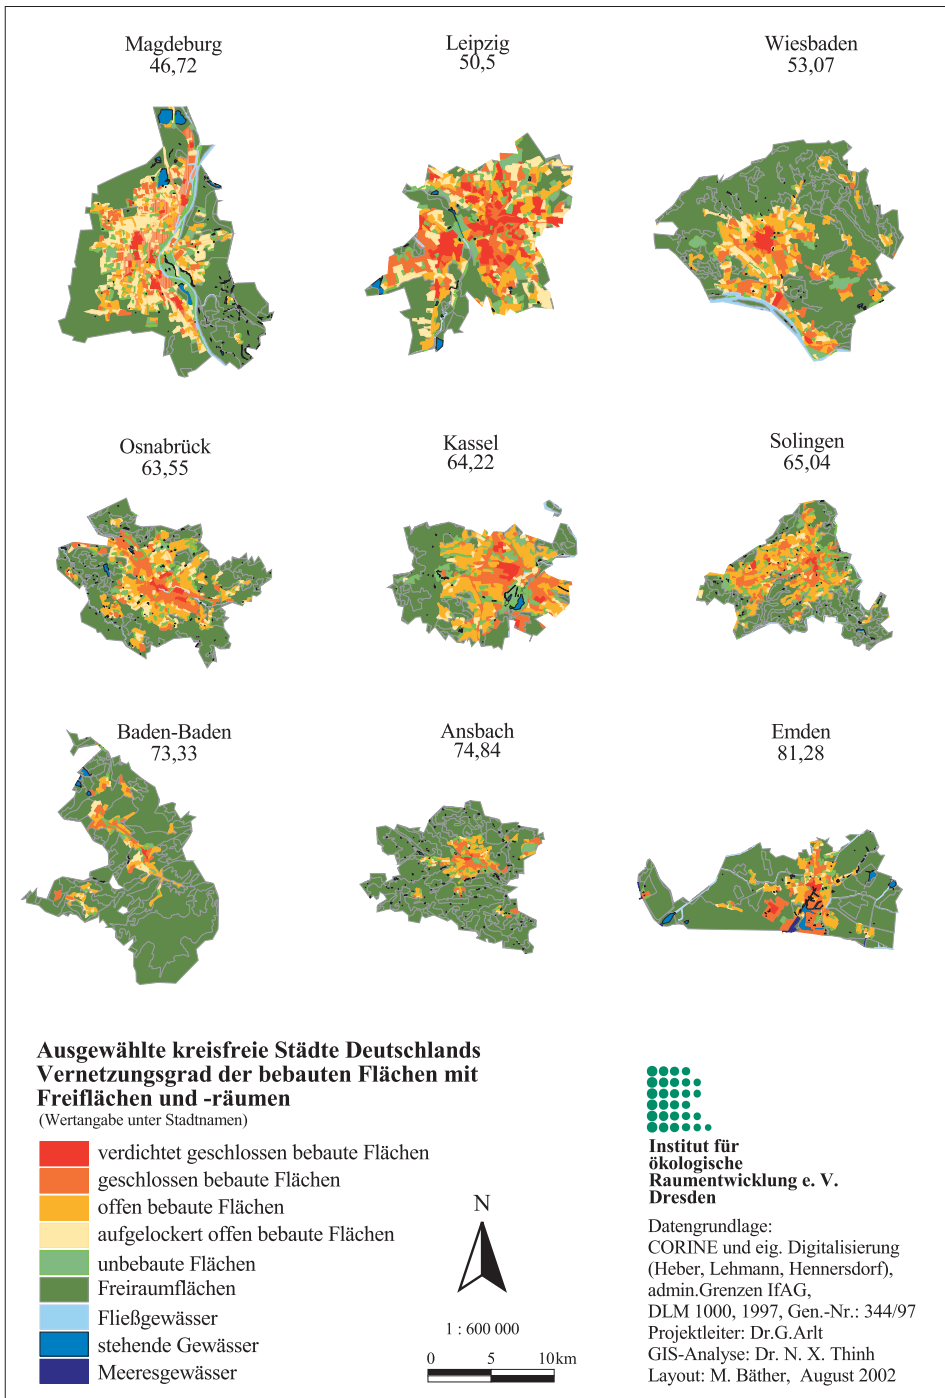 Magdeburg
46,72
Leipzig
50,5
Wiesbaden
53,07
Osnabrück
63,55
Kassel
64,22
Solingen
65,04
Baden-Baden
73,33
Ansbach
74,84
Emden
81,28
Ausgewählte kreisfreie Städte Deutschlands
Vernetzungsgrad der bebauten Flächen mit
Freiflächen und -räumen
(Wertangabe unter Stadtnamen)
verdichtet geschlossen bebaute Flächen
geschlossen bebaute Flächen
offen bebaute Flächen
aufgelockert offen bebaute Flächen
unbebaute Flächen
Freiraumflächen
Fließgewässer
stehende Gewässer
Meeresgewässer
N
1 : 600 000
0 5 10 km
Institut für
ökologische
Raumentwicklung e. V.
Dresden
Datengrundlage:
CORINE und eig. Digitalisierung
(Heber, Lehmann, Hennersdorf),
admin.Grenzen IfAG,
DLM 1000, 1997, Gen.-Nr.: 344/97
Projektleiter: Dr.G.Arlt
GIS-Analyse: Dr. N. X. Thinh
Layout: M. Bäther, August 2002